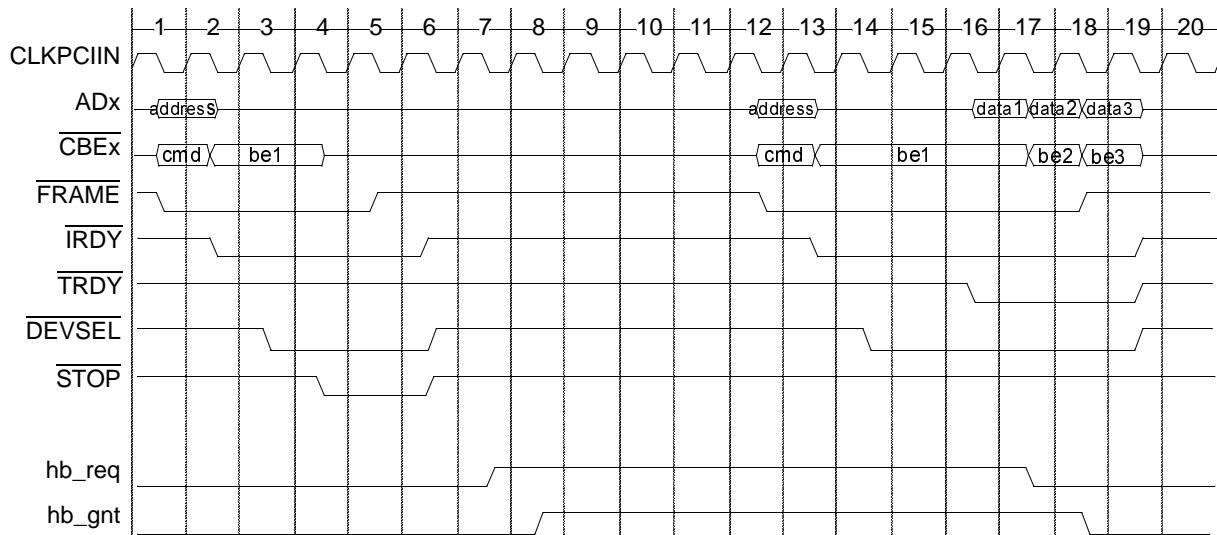 1 2 3 4 5 6 7 8 9 10 11 12 13 14 15 16 17 18 19 20
CLKPCIIN
ADx address address data1 data2 data3
CBEx cmd be1 cmd be1 be2 be3
FRAME
IRDY
TRDY
DEVSEL
STOP
hb_req
hb_gnt